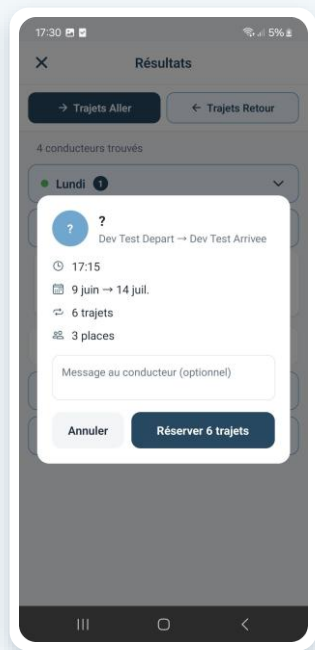 17:30 5%
Résultats
→ Trajets Aller
← Trajets Retour
4 conducteurs trouvés
Lundi 1
?
?
Dev Test Depart → Dev Test Arrivee
17:15
9 juin → 14 juil.
6 trajets
3 places
Message au conducteur (optionnel)
Annuler
Réserver 6 trajets